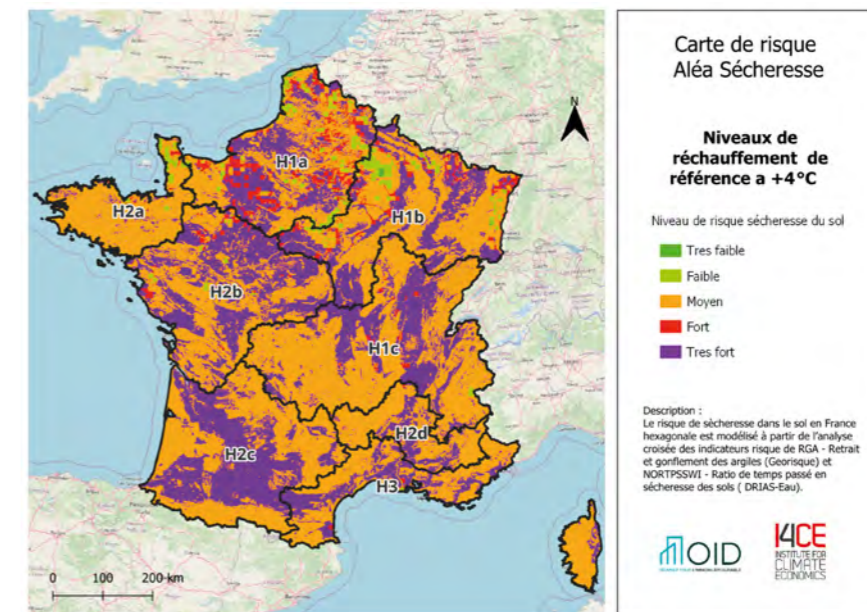 H1a
H1b
H2a
H2b
H1c
H2c
H2d
H3
N
0 100 200 km
Carte de risque
Aléa Sécheresse
Niveaux de
réchauffement de
référence a +4°C
Niveau de risque sécheresse du sol
Tres faible
Faible
Moyen
Fort
Tres fort
Description :
Le risque de sècheresse dans le sol en France
hexagonale est modélisé à partir de l'analyse
croisée des indicateurs risque de RGA - Retrait
et gonflement des argiles (Georisque) et
NORTPSSWI - Ratio de temps passé en
sécheresse des sols ( DRIAS-Eau).
OID
I4CE
INSTITUTE FOR
CLIMATE
ECONOMICS